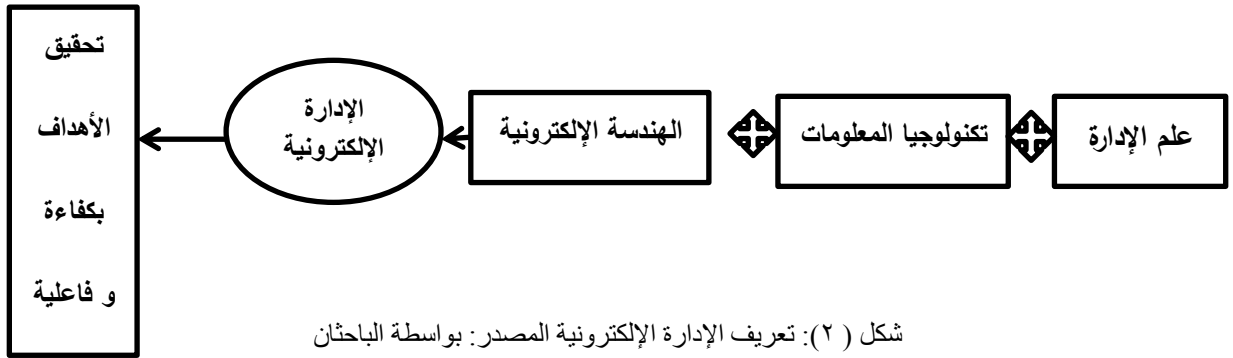 علم الإدارة
تكنولوجيا المعلومات
الهندسة الإلكترونية
الإدارة
الإلكترونية
تحقيق
الأهداف
بكفاءة
و فاعلية
شكل ( ٢): تعريف الإدارة الإلكترونية المصدر: بواسطة الباحثان